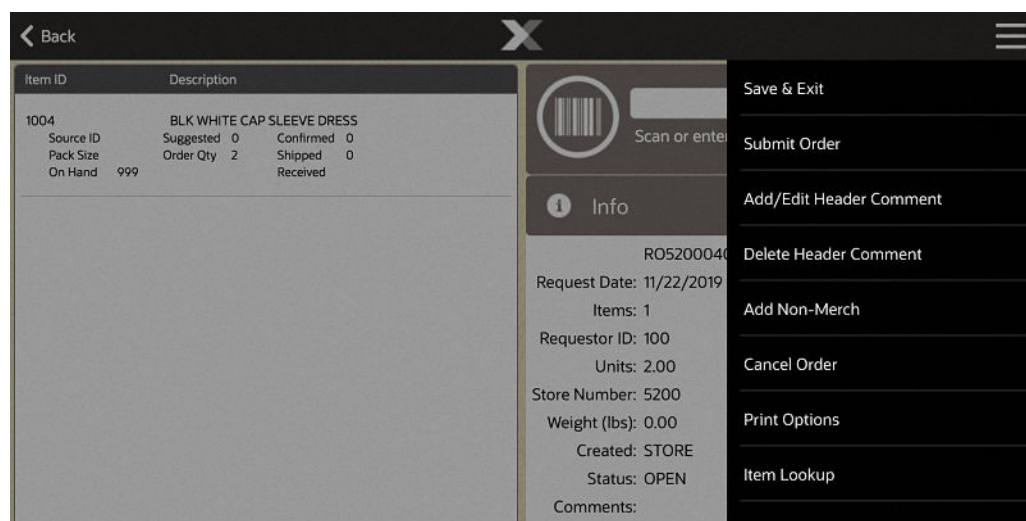 Back
Item ID Description
1004 BLK WHITE CAP SLEEVE DRESS
Source ID Suggested 0 Confirmed 0
Pack Size Order Qty 2 Shipped 0
On Hand 999 Received
Scan or ente
Info
RO5200040
Request Date: 11/22/2019
Items: 1
Requestor ID: 100
Units: 2.00
Store Number: 5200
Weight (lbs): 0.00
Created: STORE
Status: OPEN
Comments:
Save & Exit
Submit Order
Add/Edit Header Comment
Delete Header Comment
Add Non-Merch
Cancel Order
Print Options
Item Lookup